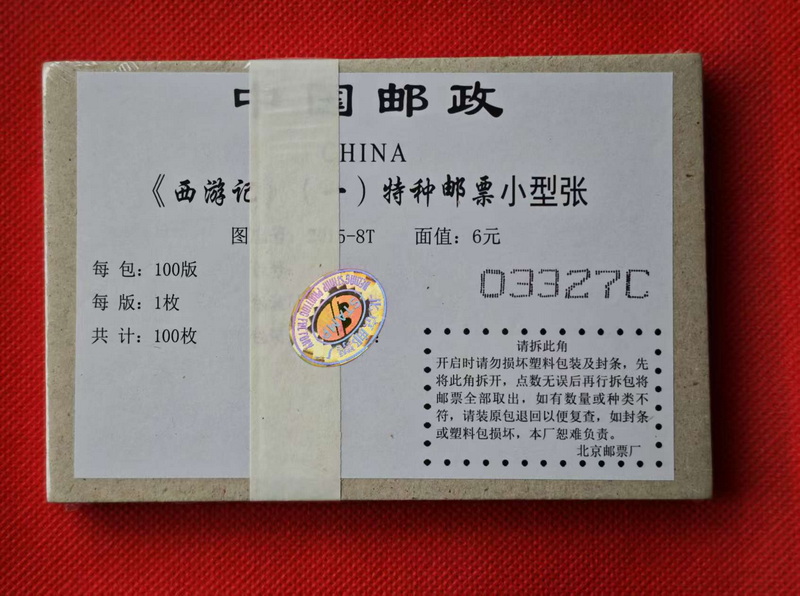 中国邮政
CHINA
《西游记》（一）特种邮票小型张
图 2015-8T 面值：6元
每 包：100版
每 版：1枚
共 计：100枚
03327C
请拆此角
开启时请勿损坏塑料包装及封条，先
将此角拆开，点数无误后再行拆包将
邮票全部取出，如有数量或种类不
符，请装原包退回以便复查，如封条
或塑料包损坏，本厂恕难负责。
北京邮票厂